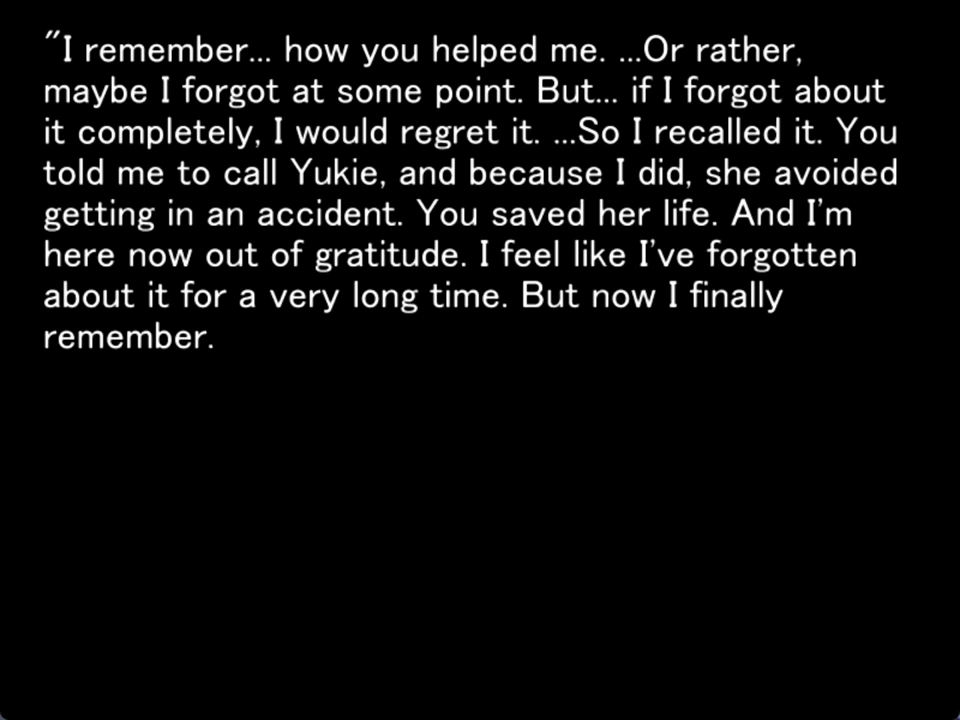 "I remember... how you helped me. ...Or rather,
maybe I forgot at some point. But... if I forgot about
it completely, I would regret it. ...So I recalled it. You
told me to call Yukie, and because I did, she avoided
getting in an accident. You saved her life. And I'm
here now out of gratitude. I feel like I've forgotten
about it for a very long time. But now I finally
remember.